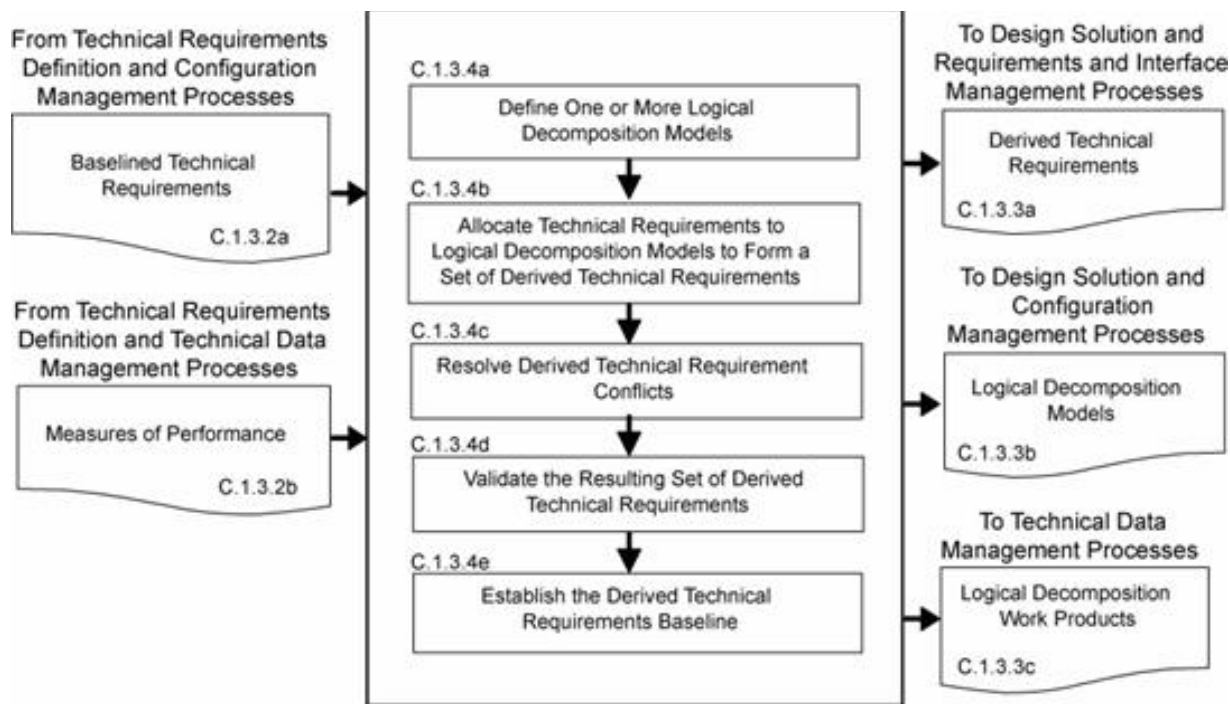 From Technical Requirements
Definition and Configuration
Management Processes
Baselined Technical
Requirements
C.1.3.2a
From Technical Requirements
Definition and Technical Data
Management Processes
Measures of Performance
C.1.3.2b
C.1.3.4a
Define One or More Logical
Decomposition Models
C.1.3.4b
Allocate Technical Requirements to
Logical Decomposition Models to Form a
Set of Derived Technical Requirements
C.1.3.4c
Resolve Derived Technical Requirement
Conflicts
C.1.3.4d
Validate the Resulting Set of Derived
Technical Requirements
C.1.3.4e
Establish the Derived Technical
Requirements Baseline
To Design Solution and
Requirements and Interface
Management Processes
Derived Technical
Requirements
C.1.3.3a
To Design Solution and
Configuration
Management Processes
Logical Decomposition
Models
C.1.3.3b
To Technical Data
Management Processes
Logical Decomposition
Work Products
C.1.3.3c